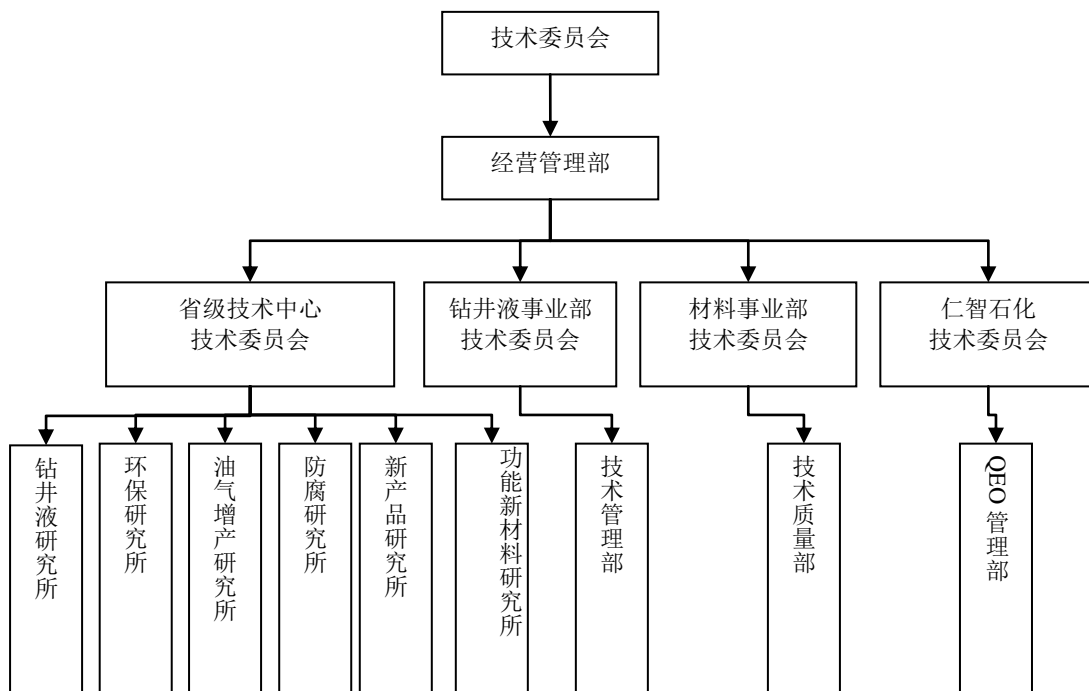 技术委员会
经营管理部
省级技术中心
技术委员会
钻井液事业部
技术委员会
材料事业部
技术委员会
仁智石化
技术委员会
钻井液研究所
环保研究所
油气增产研究所
防腐研究所
新产品研究所
功能新材料研究所
技术管理部
技术质量部
QEO 管理部